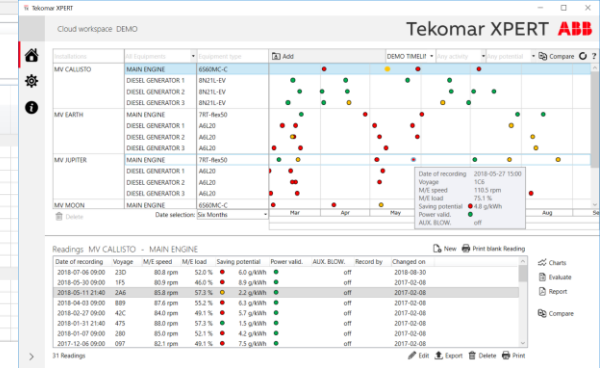 Tekomar XPERT
Cloud workspace DEMO
Tekomar XPERT ABB
Installations All Equipments Equipment type Add DEMO TIMELI Any activity Any potential Compare ?
MV CALLISTO MAIN ENGINE 6S60MC-C
DIESEL GENERATOR 1 8N21L-EV
DIESEL GENERATOR 2 8N21L-EV
DIESEL GENERATOR 3 8N21L-EV
MV EARTH MAIN ENGINE 7RT-flex50
DIESEL GENERATOR 1 A6L20
DIESEL GENERATOR 2 A6L20
DIESEL GENERATOR 3 A6L20
MV JUPITER MAIN ENGINE 7RT-flex50
DIESEL GENERATOR 1 A6L20
DIESEL GENERATOR 2 A6L20
DIESEL GENERATOR 3 A6L20
MV MOON MAIN ENGINE 6S60MC-C
Date of recording 2018-05-27 15:00
Voyage 1C6
M/E speed 110.5 rpm
M/E load 75.1 %
Saving potential 4.8 g/kWh
Power valid.
AUX. BLOW. off
Delete Date selection: Six Months Mar Apr May Aug Se
Readings MV CALLISTO - MAIN ENGINE New Print blank Reading
Date of recording Voyage M/E speed M/E load Saving potential Power valid. AUX. BLOW. Record by Changed on
2018-07-06 09:00 23D 80.8 rpm 52.0 % 6.0 g/kWh off 2018-08-30
2018-05-30 09:00 1F5 80.9 rpm 46.0 % 8.9 g/kWh off 2017-02-08
2018-05-11 21:40 2A6 85.8 rpm 57.3 % 2.2 g/kWh off 2017-02-08
2018-04-03 09:00 BB9 87.6 rpm 55.2 % 6.3 g/kWh off 2017-02-08
2018-02-27 09:00 42C 84.0 rpm 49.1 % 5.7 g/kWh off 2017-02-08
2018-01-31 21:40 475 88.0 rpm 57.3 % 1.5 g/kWh off 2017-02-08
2018-01-07 09:00 280 85.0 rpm 52.1 % 4.2 g/kWh off 2017-02-08
2017-12-06 09:00 097 82.1 rpm 49.1 % 7.5 g/kWh off 2017-02-08
Charts
Evaluate
Report
Compare
31 Readings Edit Export Delete Print